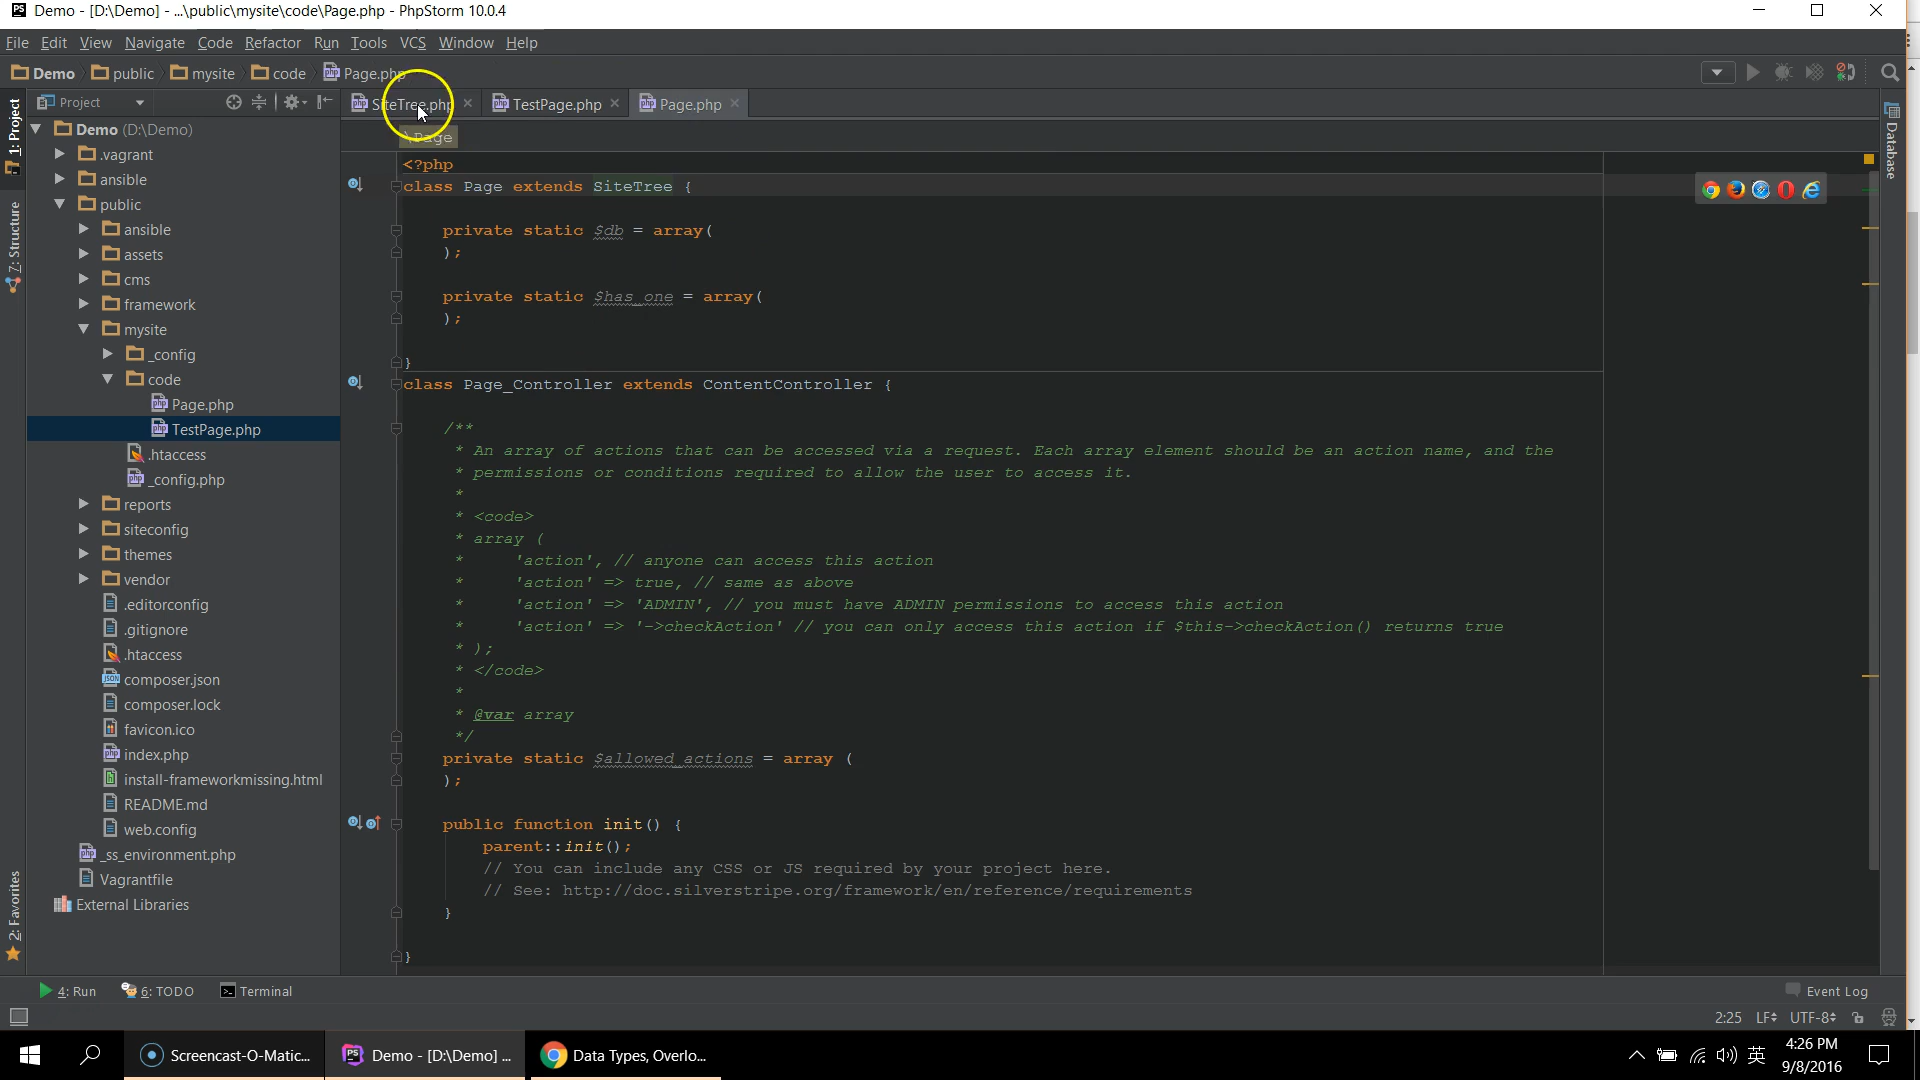 Demo - [D:\Demo] - ...\public\mysite\code\Page.php - PhpStorm 10.0.4
File Edit View Navigate Code Refactor Run Tools VCS Window Help
Demo public mysite code Page.php
1: Project
7: Structure
2: Favorites
Project
SiteTree.php TestPage.php Page.php
\Page
Database
Demo (D:\Demo)
.vagrant
ansible
public
ansible
assets
cms
framework
mysite
_config
code
Page.php
TestPage.php
.htaccess
_config.php
reports
siteconfig
themes
vendor
.editorconfig
.gitignore
.htaccess
composer.json
composer.lock
favicon.ico
index.php
install-frameworkmissing.html
README.md
web.config
_ss_environment.php
Vagrantfile
External Libraries
<?php
class Page extends SiteTree {
private static $db = array(
);
private static $has_one = array(
);
}
class Page_Controller extends ContentController {
/**
* An array of actions that can be accessed via a request. Each array element should be an action name, and the
* permissions or conditions required to allow the user to access it.
*
* <code>
* array (
*     'action', // anyone can access this action
*     'action' => true, // same as above
*     'action' => 'ADMIN', // you must have ADMIN permissions to access this action
*     'action' => '->checkAction' // you can only access this action if $this->checkAction() returns true
* );
* </code>
*
* @var array
*/
private static $allowed_actions = array (
);
public function init() {
parent::init();
// You can include any CSS or JS required by your project here.
// See: http://doc.silverstripe.org/framework/en/reference/requirements
}
}
4: Run 6: TODO Terminal Event Log
2:25 LF UTF-8
Screencast-O-Matic... Demo - [D:\Demo] ... Data Types, Overlo...
英
4:26 PM
9/8/2016